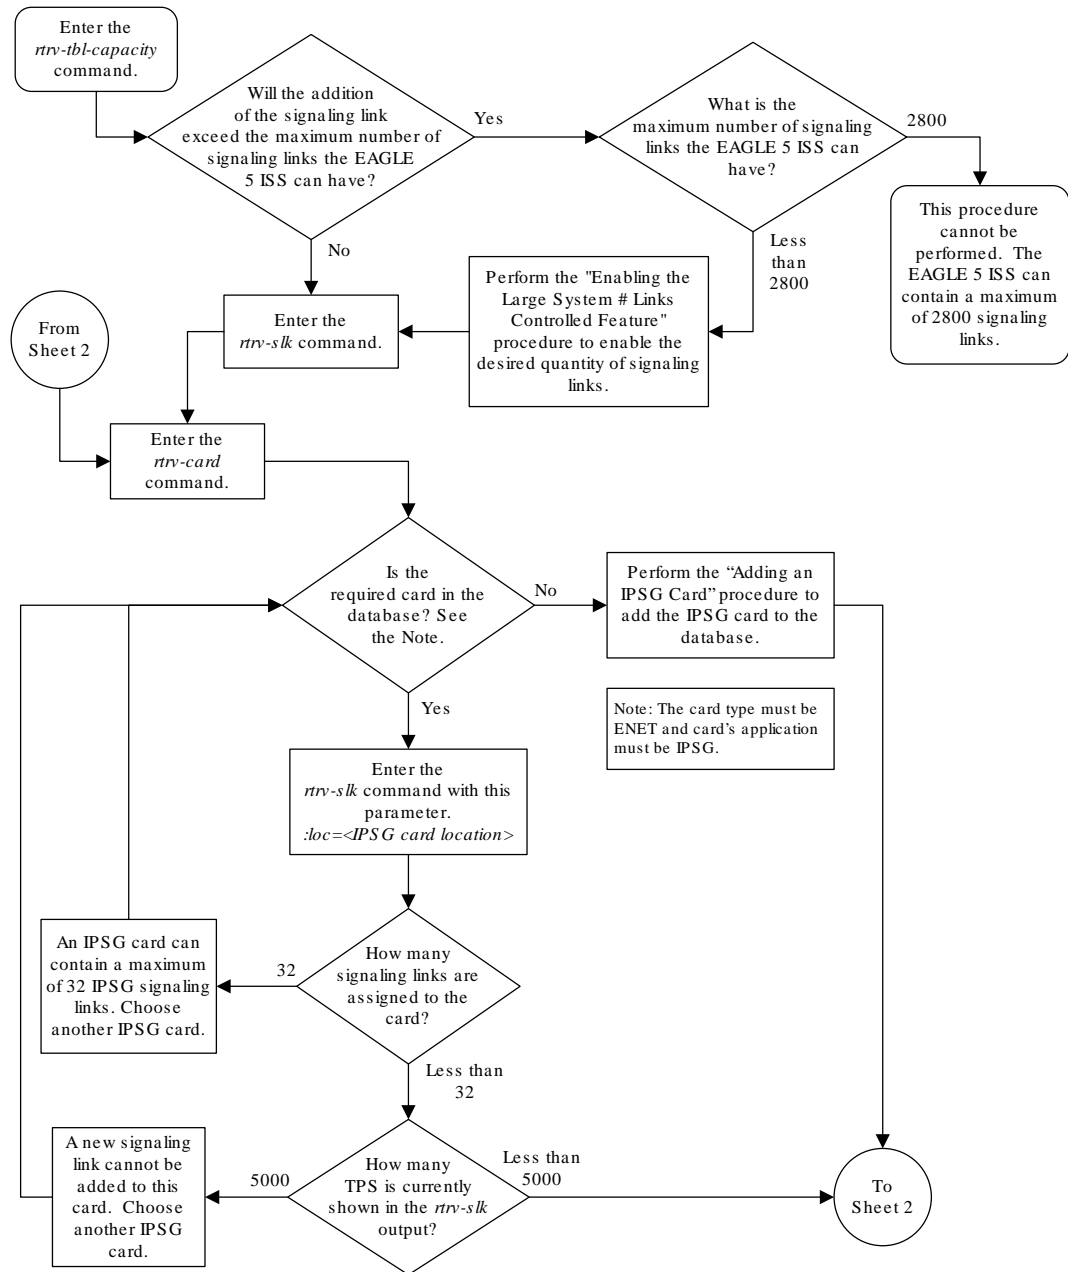 Enter the
rtrv-tbl-capacity
command.
Will the addition
of the signaling link
exceed the maximum number of
signaling links the EAGLE
5 ISS can have?
Yes
What is the
maximum number of signaling
links the EAGLE 5 ISS can
have?
2800
This procedure
cannot be
performed. The
EAGLE 5 ISS can
contain a maximum
of 2800 signaling
links.
No
Less
than
2800
Perform the "Enabling the
Large System # Links
Controlled Feature"
procedure to enable the
desired quantity of signaling
links.
Enter the
rtrv-slk command.
From
Sheet 2
Enter the
rtrv-card
command.
Is the
required card in the
database? See
the Note.
No
Perform the “Adding an
IPSG Card” procedure to
add the IPSG card to the
database.
Yes
Note: The card type must be
ENET and card’s application
must be IPSG.
Enter the
rtrv-slk command with this
parameter.
:loc=<IPSG card location>
How many
signaling links are
assigned to the
card?
32
An IPSG card can
contain a maximum
of 32 IPSG signaling
links. Choose
another IPSG card.
Less than
32
How many
TPS is currently
shown in the rtrv-slk
output?
5000
A new signaling
link cannot be
added to this
card. Choose
another IPSG
card.
Less than
5000
To
Sheet 2